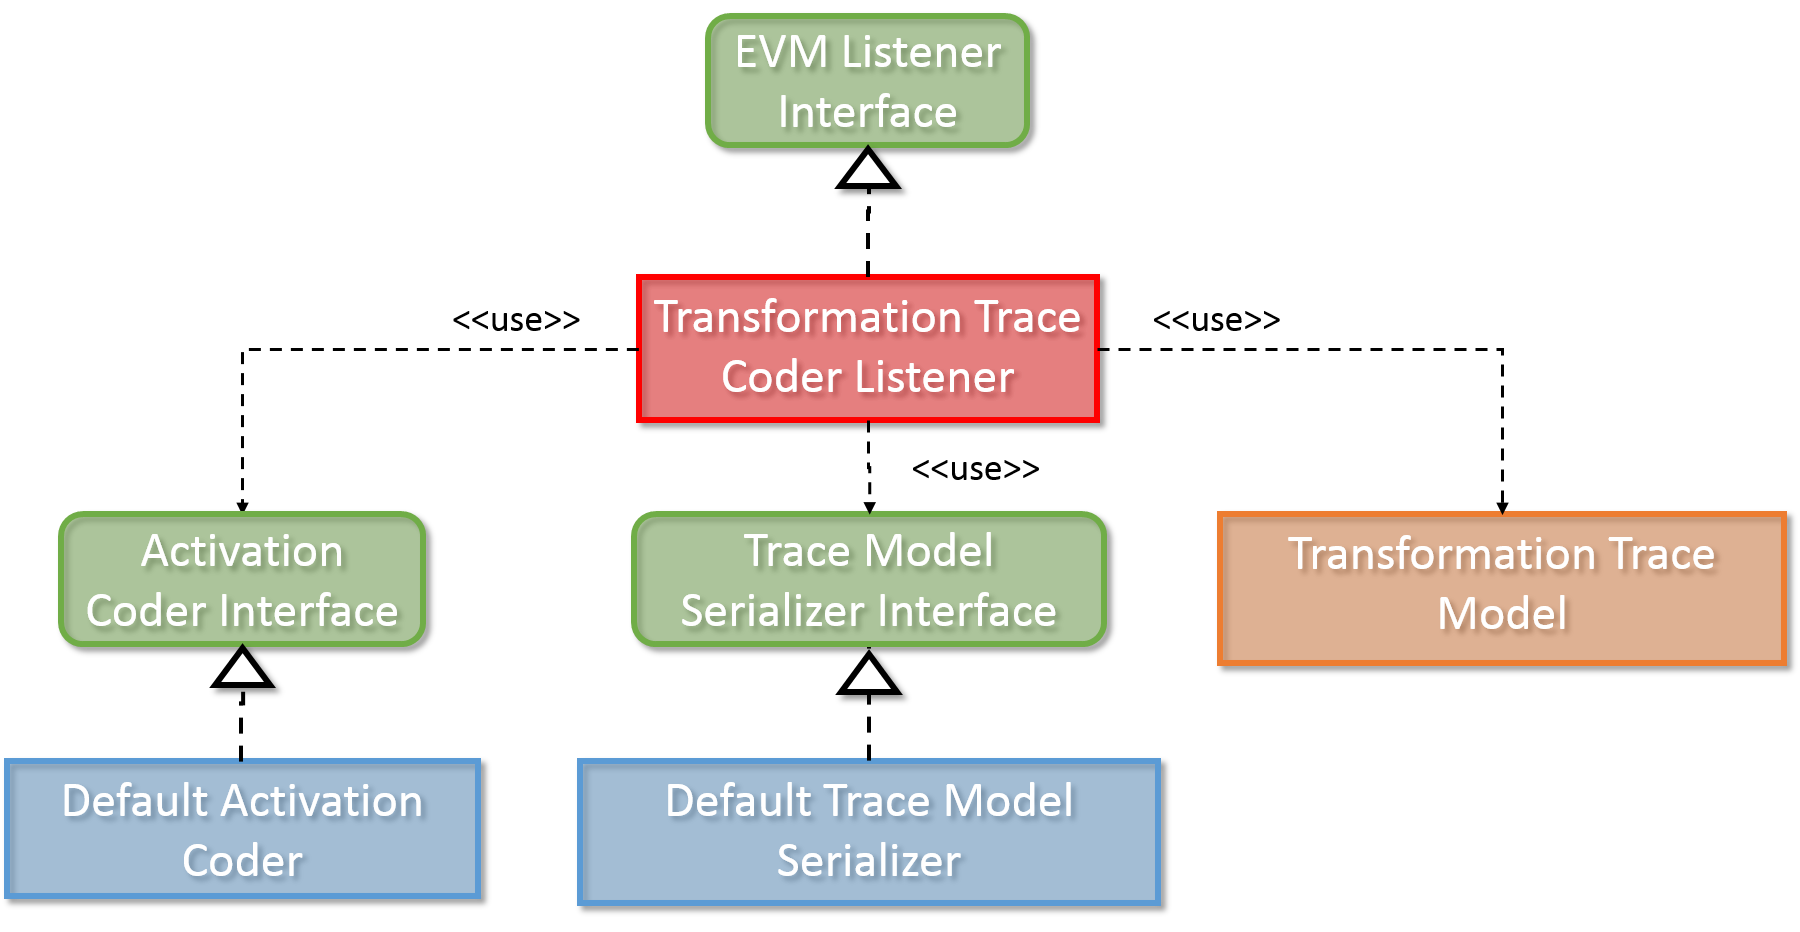 EVM Listener
Interface
<<use>>
Transformation Trace
Coder Listener
<<use>>
<<use>>
Activation
Coder Interface
Trace Model
Serializer Interface
Transformation Trace
Model
Default Activation
Coder
Default Trace Model
Serializer